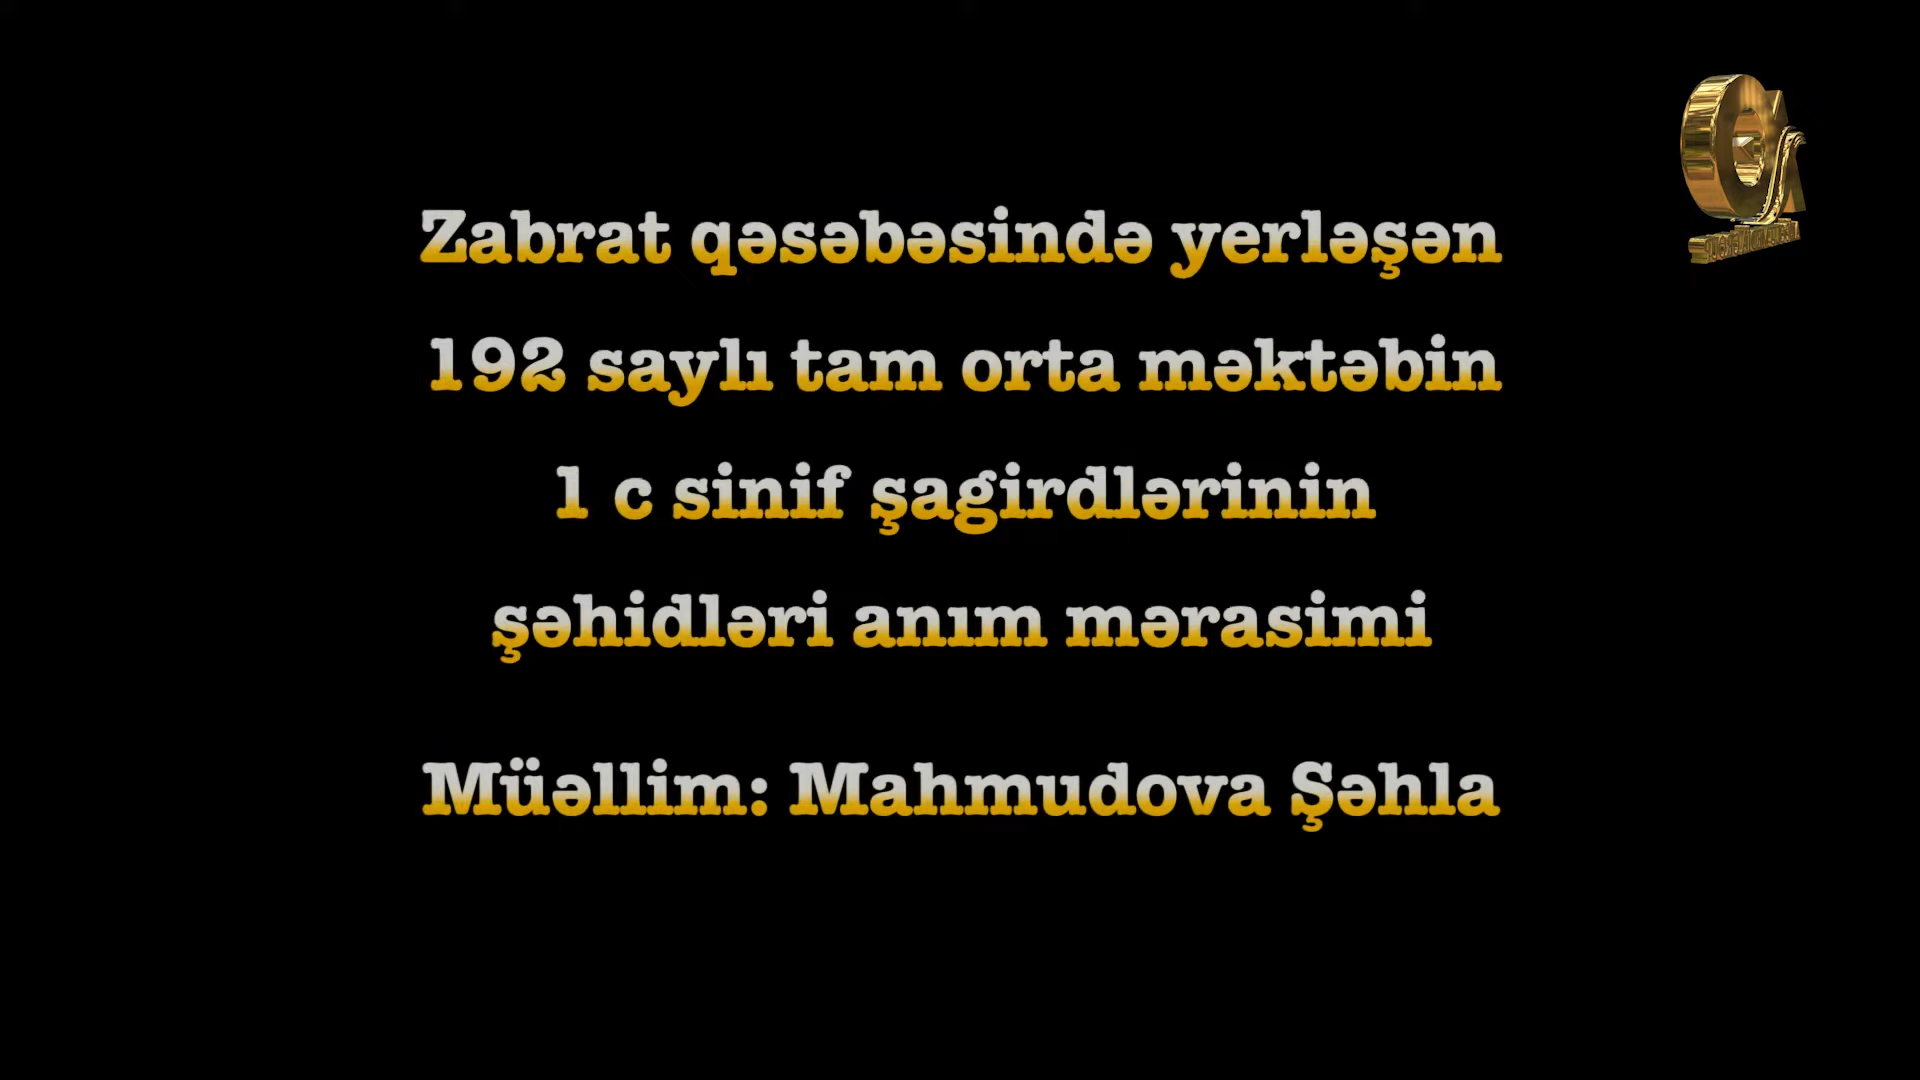 Zabrat qəsəbəsində yerləşən
192 saylı tam orta məktəbin
1 c sinif şagirdlərinin
şəhidləri anım mərasimi
Müəllim: Mahmudova Şəhla